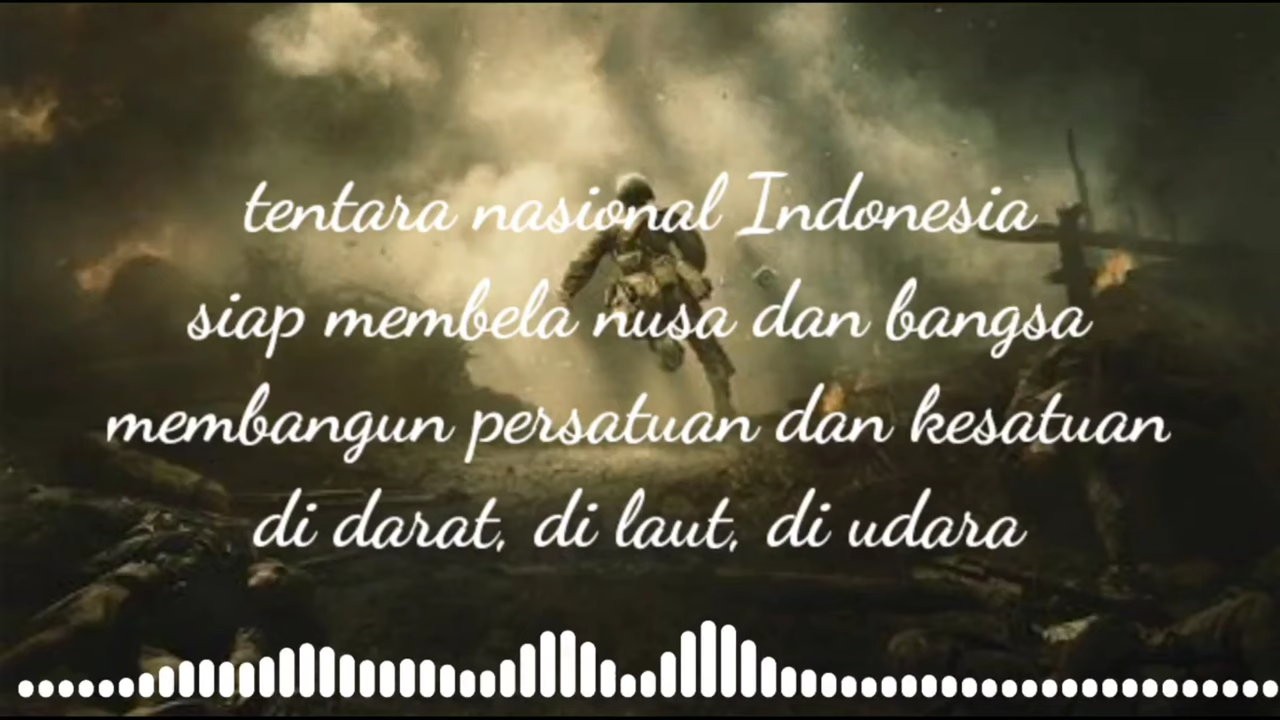 tentara nasional Indonesia
siap membela nusa dan bangsa
membangun persatuan dan kesatuan
di darat, di laut, di udara